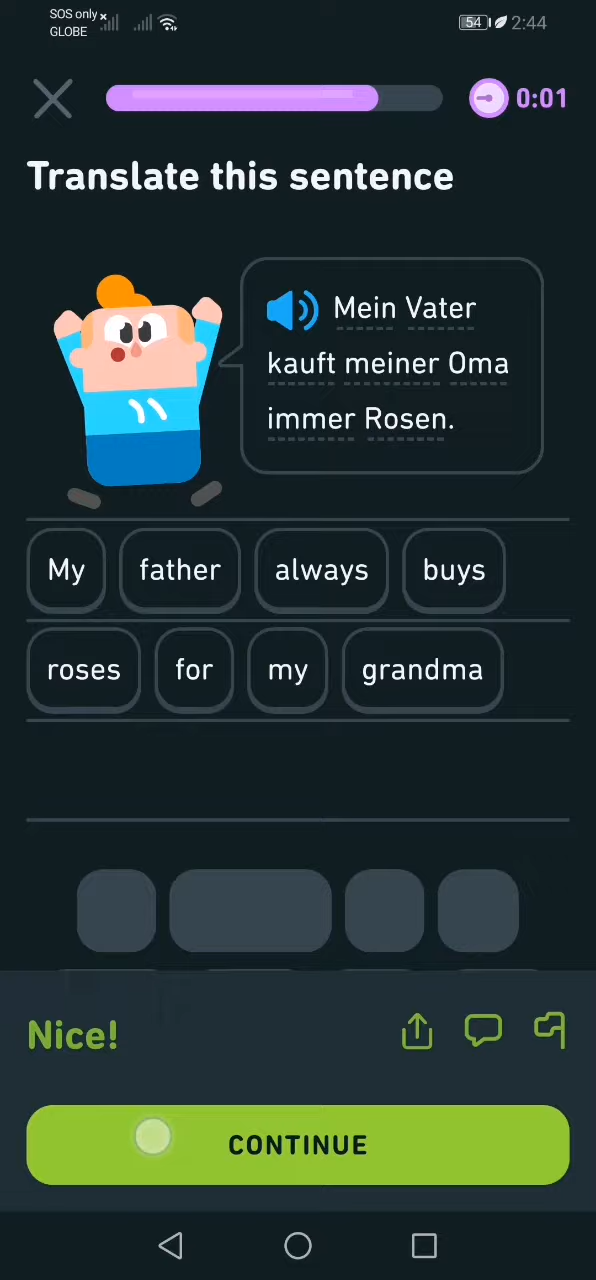 SOS only
GLOBE
54
2:44
0:01
Translate this sentence
Mein Vater
kauft meiner Oma
immer Rosen.
My father always buys
roses for my grandma
Nice!
CONTINUE